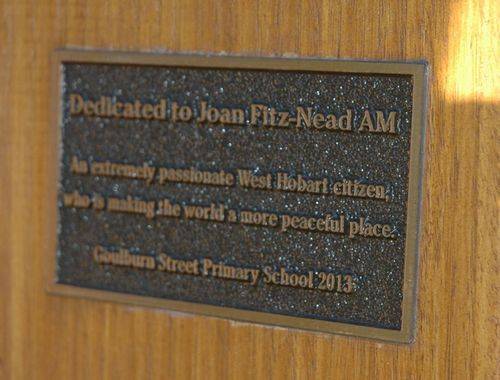 Dedicated to Joan Fitz-Nead AM
An extremely passionate West Hobart citizen,
who is making the world a more peaceful place.
Goulburn Street Primary School 2013